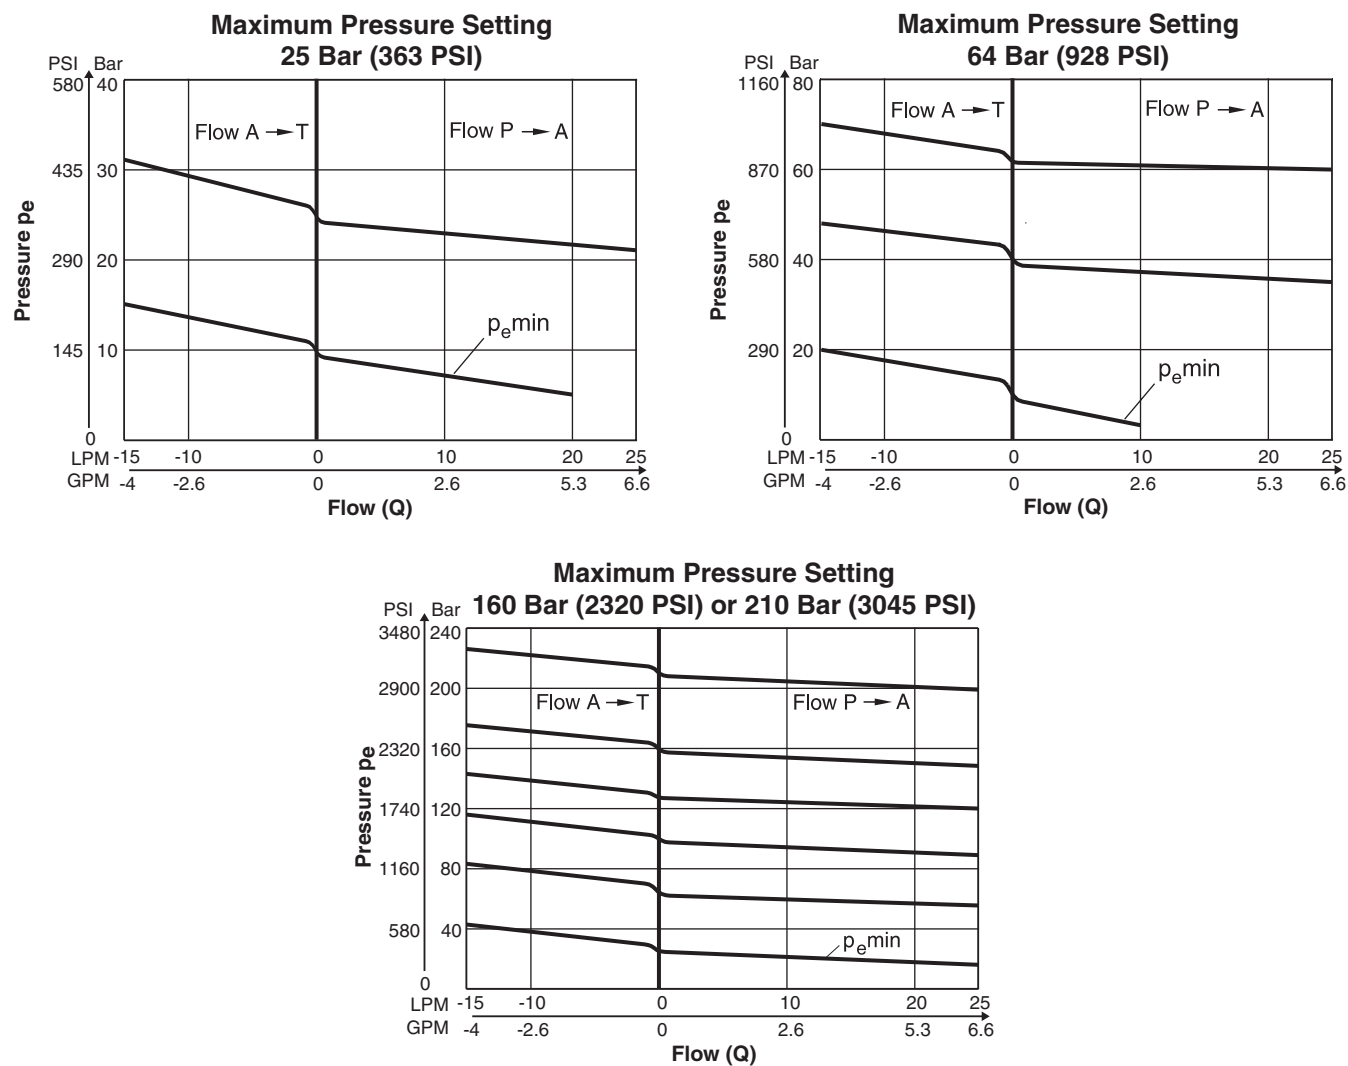 Maximum Pressure Setting
25 Bar (363 PSI)
PSI Bar
580 40
Flow A → T
Flow P → A
435 30
290 20
145 10
0
Pressure pe
pemin
LPM -15 -10 0 10 20 25
GPM -4 -2.6 0 2.6 5.3 6.6
Flow (Q)
Maximum Pressure Setting
64 Bar (928 PSI)
PSI Bar
1160 80
Flow A → T
Flow P → A
870 60
580 40
290 20
0
Pressure pe
pemin
LPM -15 -10 0 10 20 25
GPM -4 -2.6 0 2.6 5.3 6.6
Flow (Q)
Maximum Pressure Setting
160 Bar (2320 PSI) or 210 Bar (3045 PSI)
PSI Bar
3480 240
2900 200
Flow A → T
Flow P → A
2320 160
1740 120
1160 80
580 40
0
Pressure pe
pemin
LPM -15 -10 0 10 20 25
GPM -4 -2.6 0 2.6 5.3 6.6
Flow (Q)